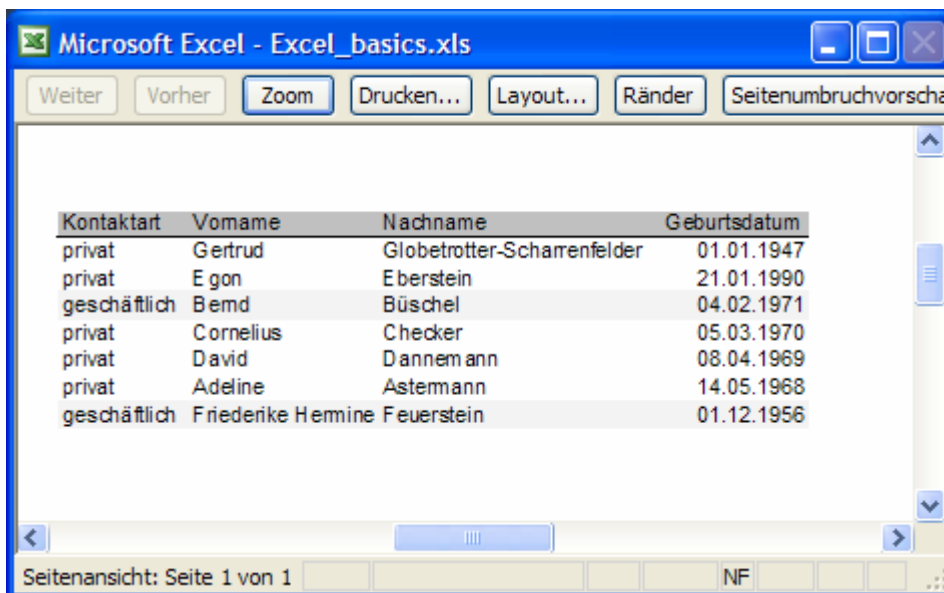 Microsoft Excel - Excel_basics.xls
Weiter Vorher Zoom Drucken... Layout... Ränder Seitenumbruchvorscha
Kontaktart Vorname Nachname Geburtsdatum
privat Gertrud Globetrotter-Scharrenfelder 01.01.1947
privat Egon Eberstein 21.01.1990
geschäftlich Bernd Büschel 04.02.1971
privat Cornelius Checker 05.03.1970
privat David Dannemann 08.04.1969
privat Adeline Astermann 14.05.1968
geschäftlich Friederike Hermine Feuerstein 01.12.1956
Seitenansicht: Seite 1 von 1 NF